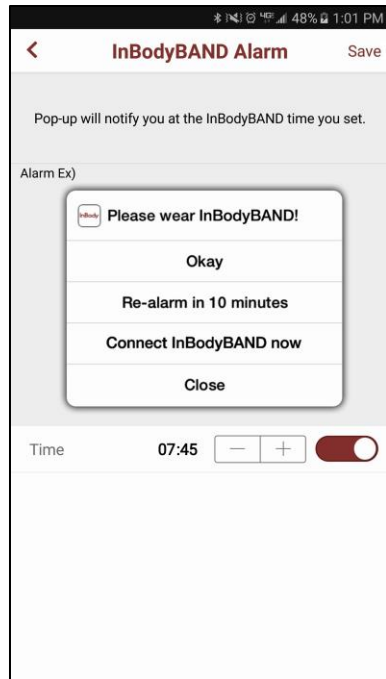 4G 48% 1:01 PM
InBodyBAND Alarm Save
Pop-up will notify you at the InBodyBAND time you set.
Alarm Ex)
InBody Please wear InBodyBAND!
Okay
Re-alarm in 10 minutes
Connect InBodyBAND now
Close
Time 07:45